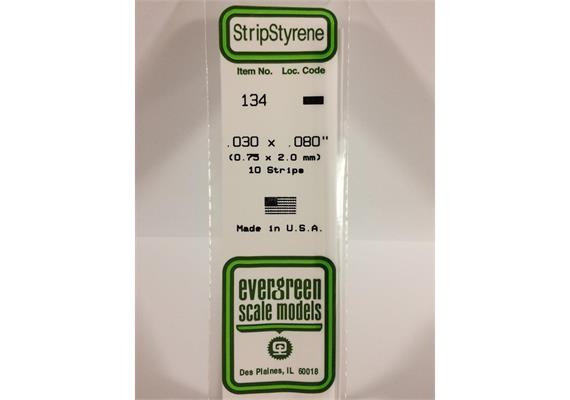 StripStyrene
Item No. Loc. Code
134
.030 x .080"
(0.75 x 2.0 mm)
10 Strips
Made in U.S.A.
evergreen
scale models
Des Plaines, IL 60018